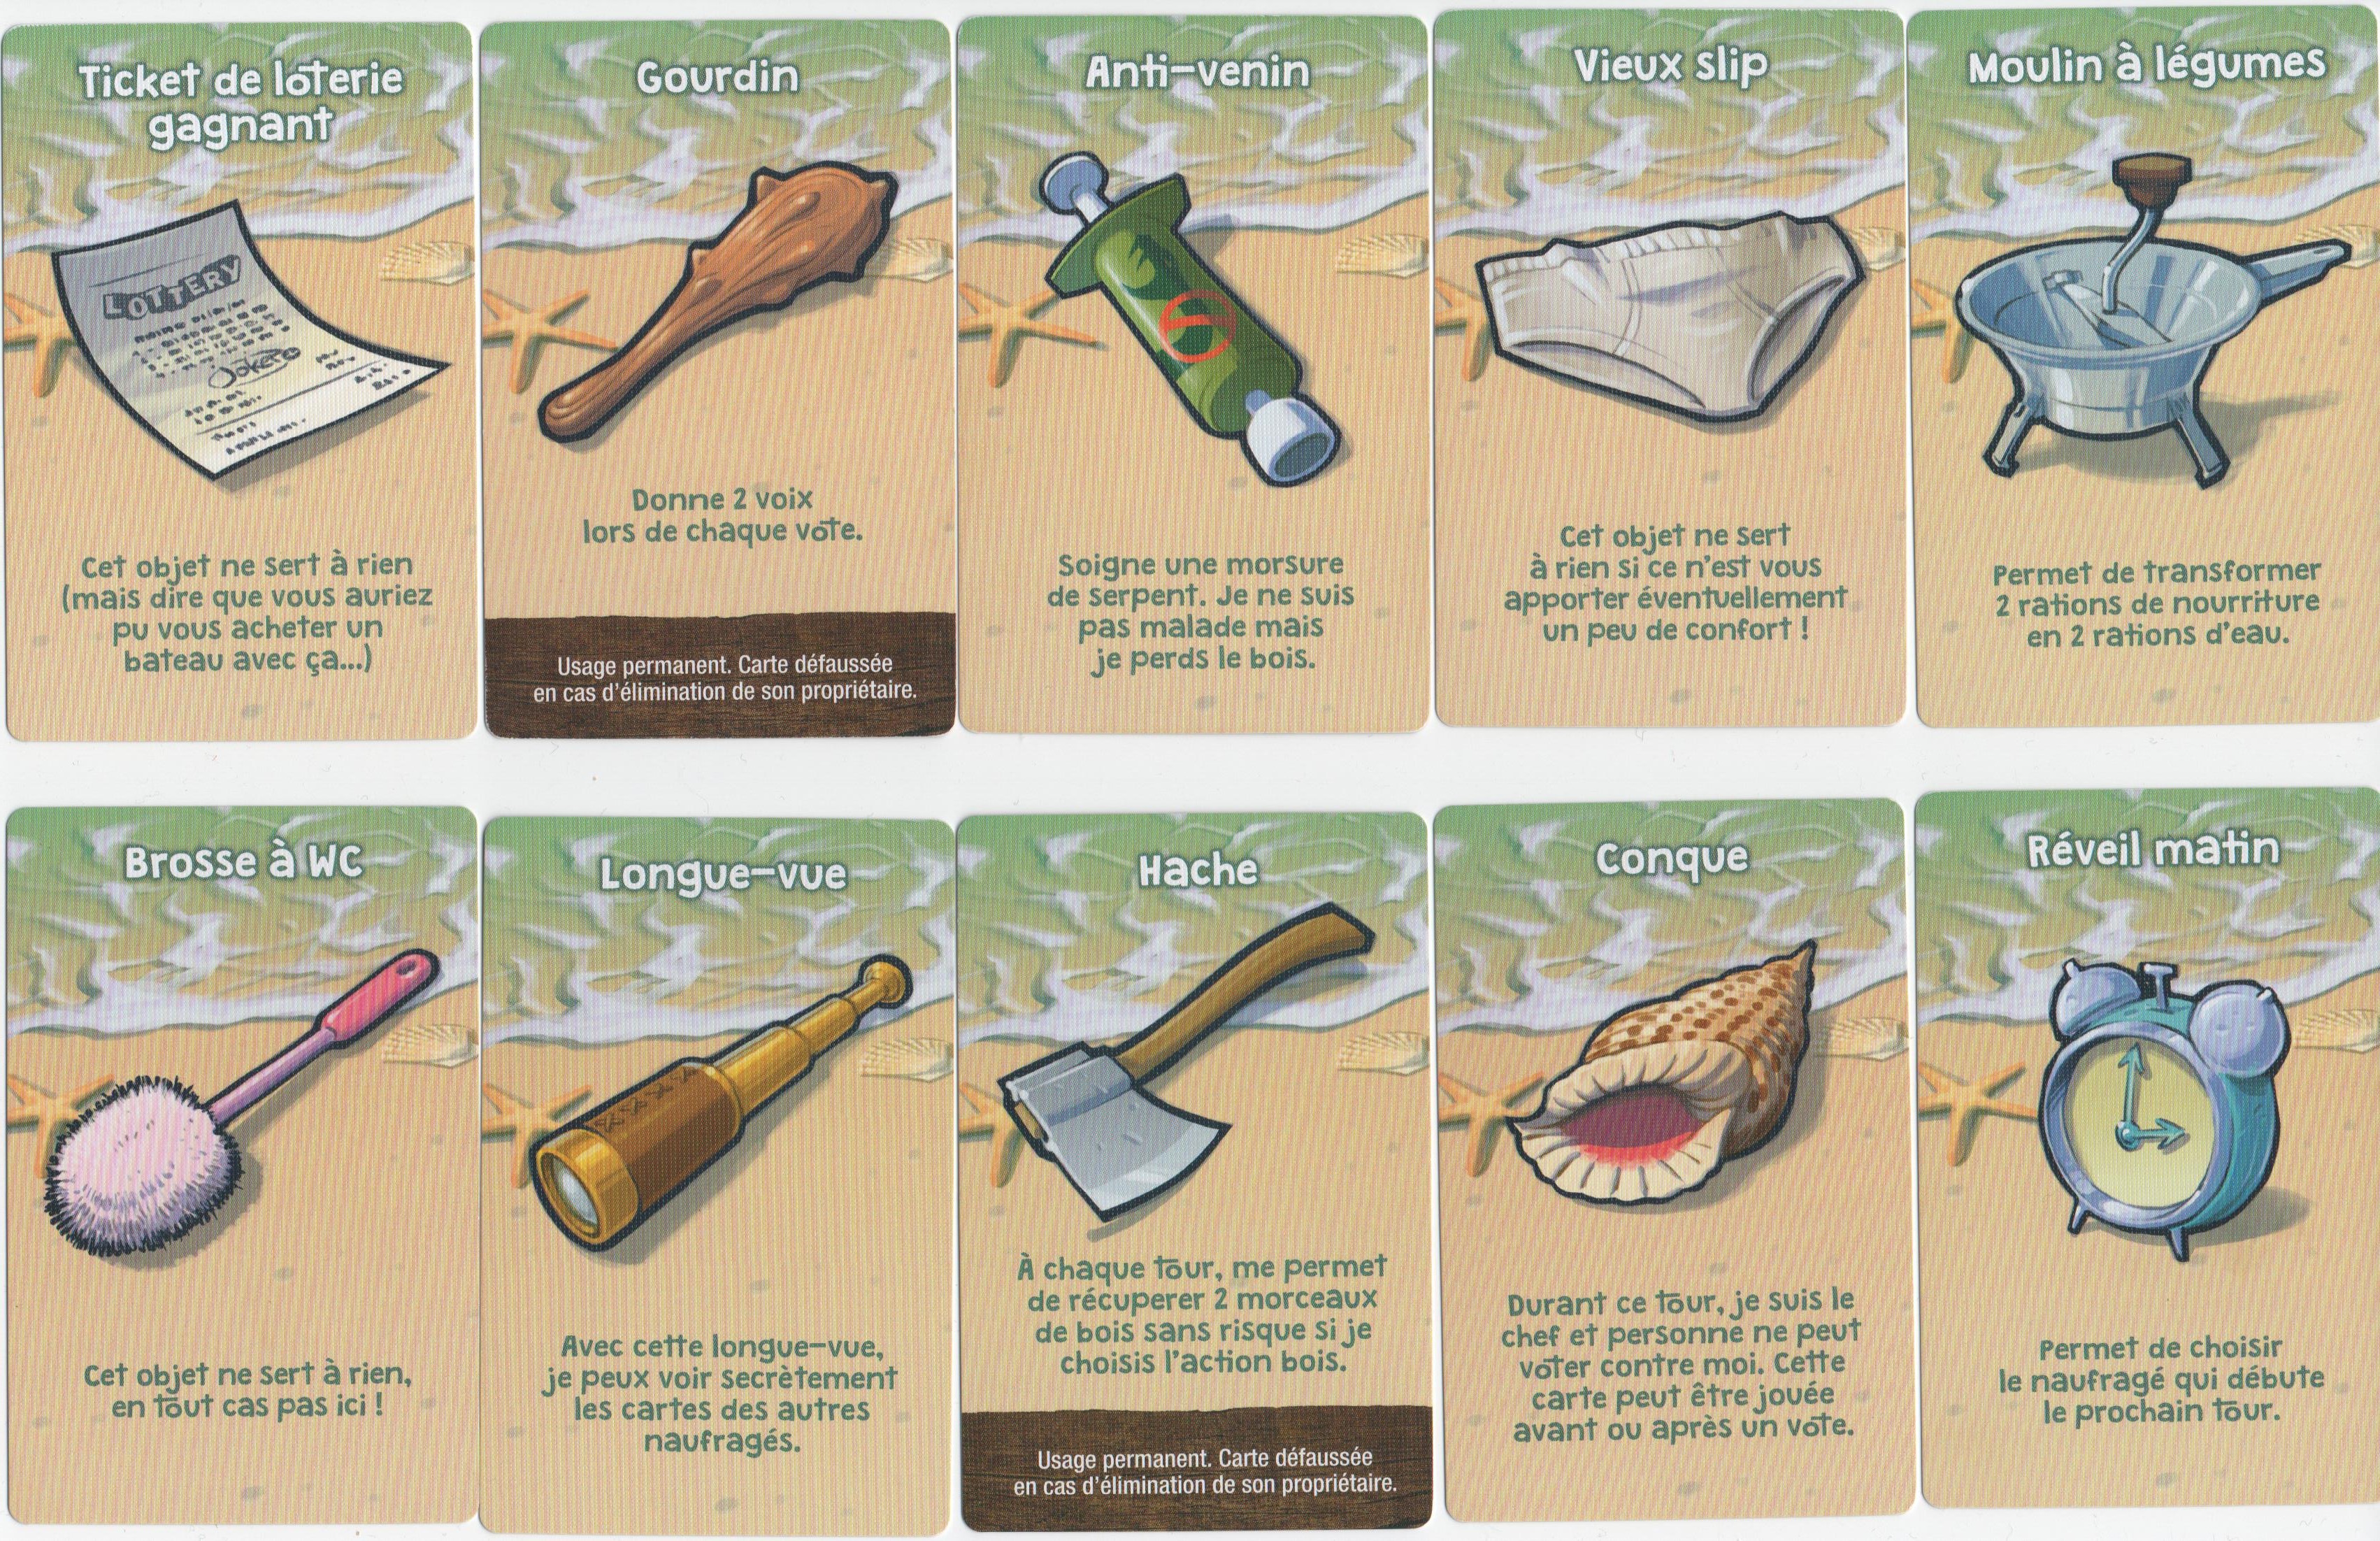 Ticket de loterie
gagnant
LOTTERY
Joker+
Cet objet ne sert à rien
(mais dire que vous auriez
pu vous acheter un
bateau avec ça...)
Gourdin
Donne 2 voix
lors de chaque vote.
Usage permanent. Carte défaussée
en cas d'élimination de son propriétaire.
Anti-venin
Soigne une morsure
de serpent. Je ne suis
pas malade mais
je perds le bois.
Vieux slip
Cet objet ne sert
à rien si ce n'est vous
apporter éventuellement
un peu de confort !
Moulin à légumes
Permet de transformer
2 rations de nourriture
en 2 rations d'eau.
Brosse à WC
Cet objet ne sert à rien,
en tout cas pas ici !
Longue-vue
Avec cette longue-vue,
je peux voir secrètement
les cartes des autres
naufragés.
Hache
À chaque tour, me permet
de récuperer 2 morceaux
de bois sans risque si je
choisis l'action bois.
Usage permanent. Carte défaussée
en cas d'élimination de son propriétaire.
Conque
Durant ce tour, je suis le
chef et personne ne peut
voter contre moi. Cette
carte peut être jouée
avant ou après un vote.
Réveil matin
Permet de choisir
le naufragé qui débute
le prochain tour.